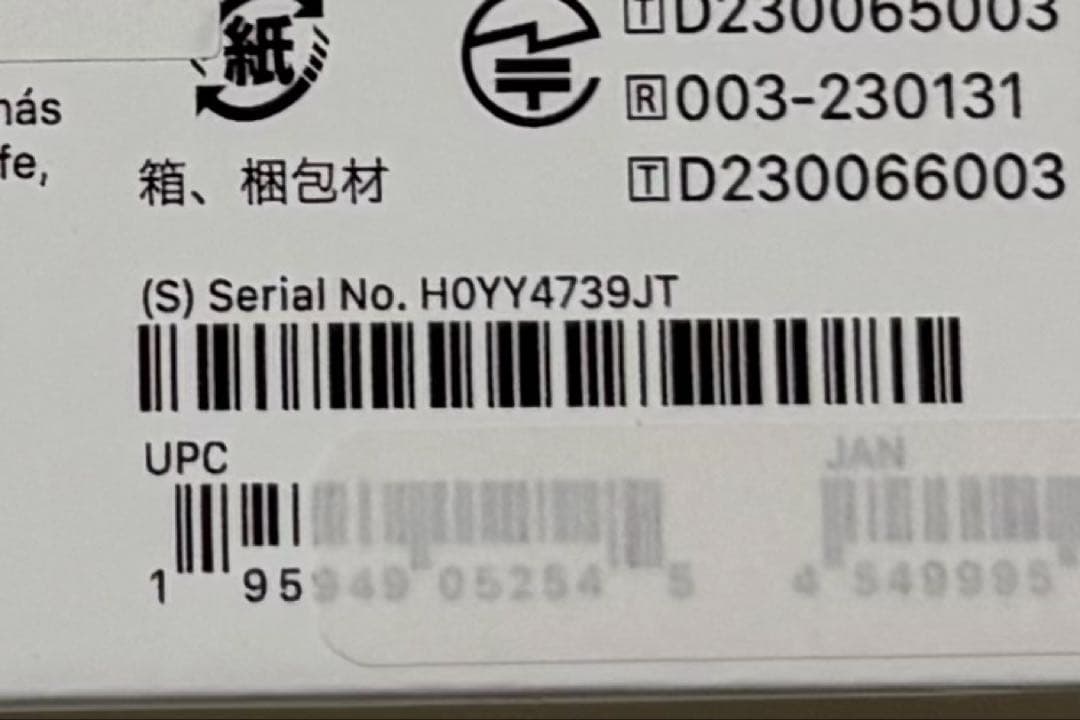 紙
🅃D230065003
más
🅁003-230131
fe,
箱、梱包材
🅃D230066003
(S) Serial No. H0YY4739JT
UPC
JAN
1 95949 05254 5
4 549995